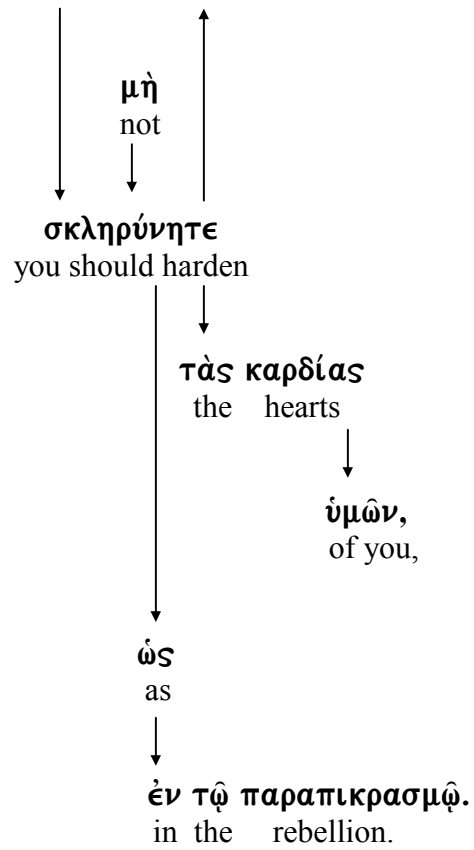 μὴ
not
σκληρύνητε
you should harden
τὰς καρδίας
the hearts
ὑμῶν,
of you,
ὡς
as
ἐν τῷ παραπικρασμῷ.
in the rebellion.